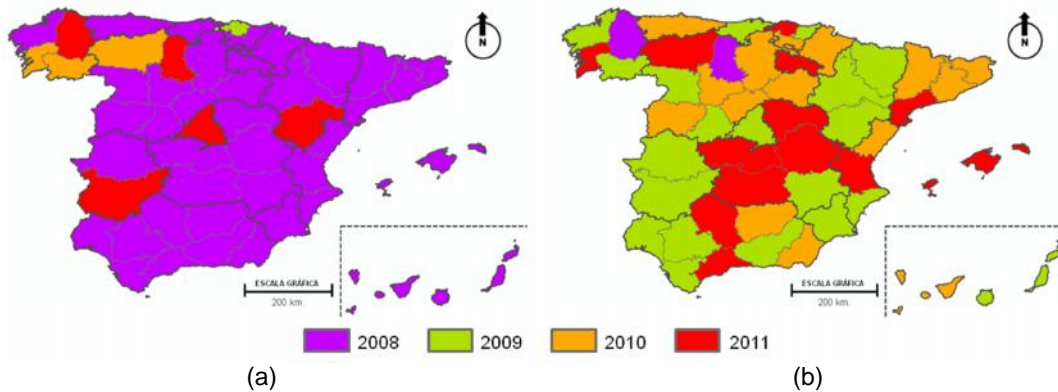 N
N
ESCALA GRÁFICA
200 km.
ESCALA GRÁFICA
200 km.
2008
2009
2010
2011
(a)
(b)